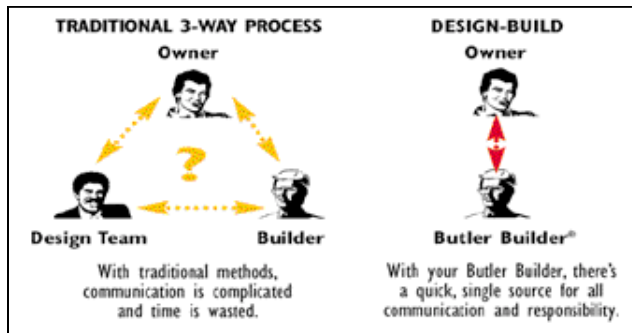 TRADITIONAL 3-WAY PROCESS
Owner
?
Design Team
Builder
With traditional methods,
communication is complicated
and time is wasted.
DESIGN-BUILD
Owner
Butler Builder®
With your Butler Builder, there's
a quick, single source for all
communication and responsibility.